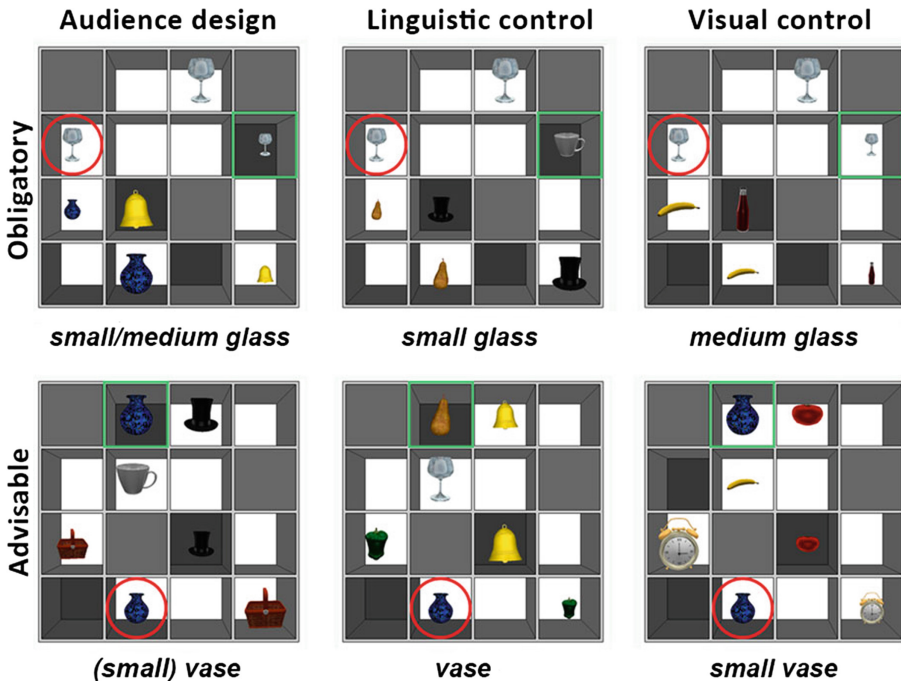 Audience design
Linguistic control
Visual control
Obligatory
small/medium glass
small glass
medium glass
Advisable
(small) vase
vase
small vase